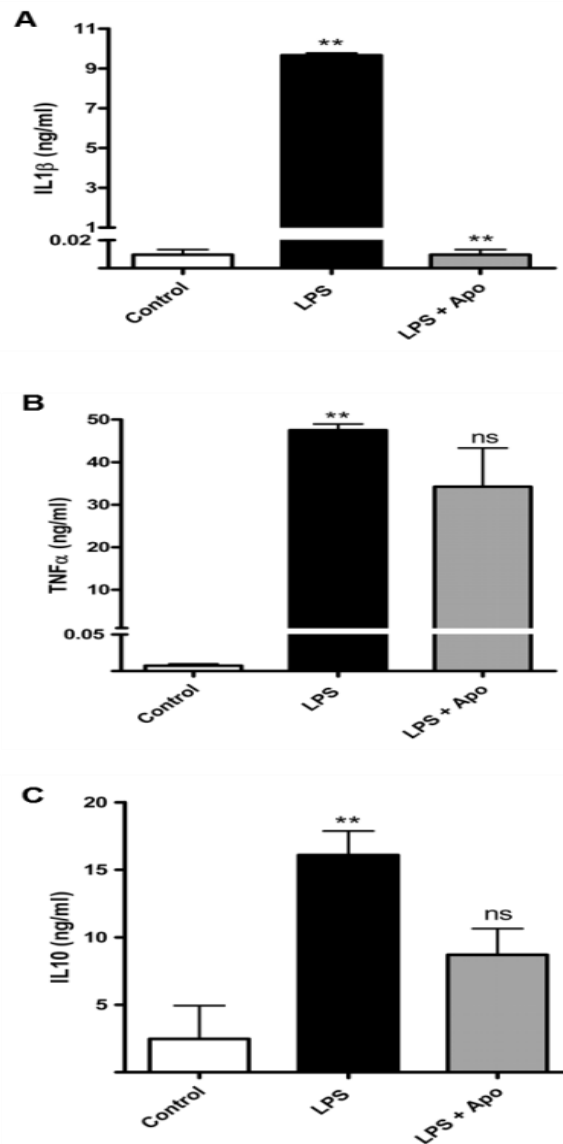 A
**
11
9
7
5
3
1
0.02
IL1β (ng/ml)
**
Control
LPS
LPS + Apo
B
**
ns
50
40
30
20
10
0.05
TNFα (ng/ml)
Control
LPS
LPS + Apo
C
**
ns
20
15
10
5
IL10 (ng/ml)
Control
LPS
LPS + Apo